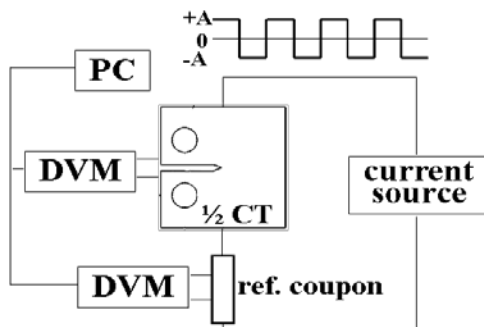 +A
0
-A
PC
DVM
½ CT
current
source
DVM
ref. coupon